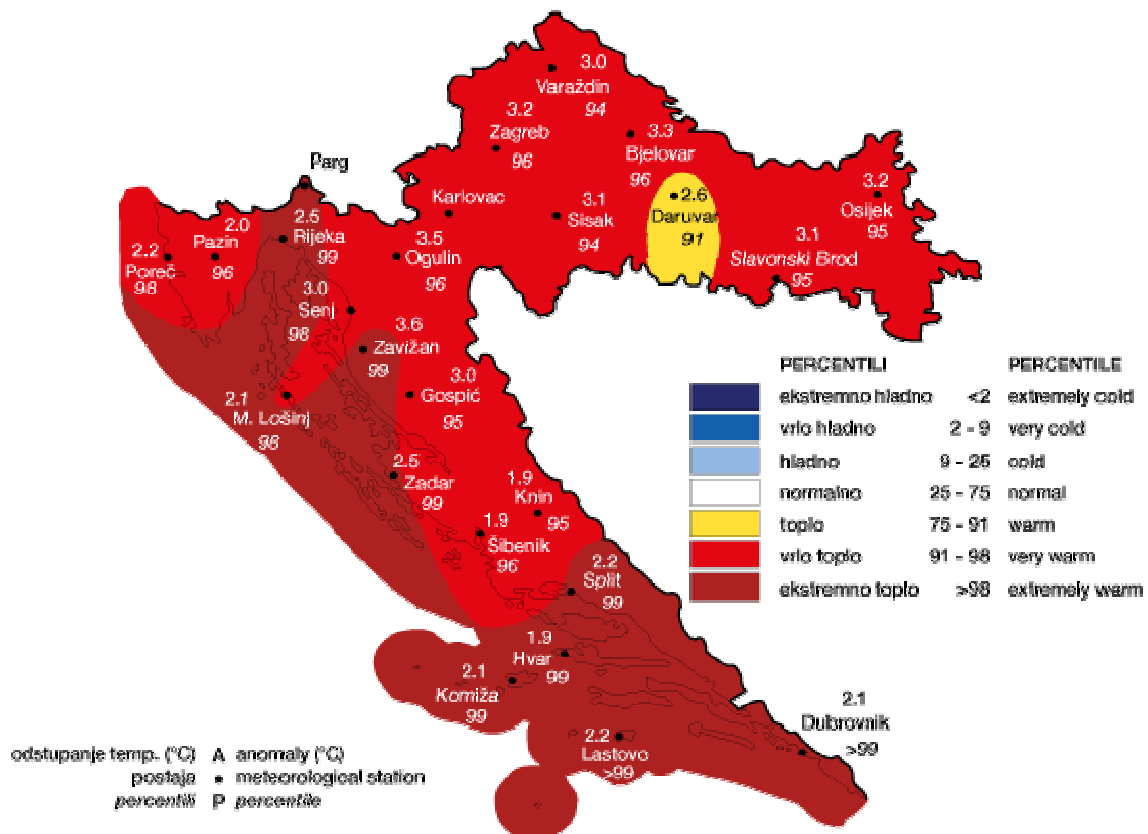 3.0
Varaždin
94
3.2
Zagreb
96
3.3
Bjelovar
96
Parg
Karlovac
3.1
Sisak
94
2.6
Daruvar
91
3.2
Osijek
95
3.1
Slavonski Brod
95
2.0
Pazin
96
2.2
Poreč
98
2.5
Rijeka
99
3.5
Ogulin
96
3.0
Senj
98
3.6
Zavižan
99
3.0
Gospić
95
2.1
M. Lošinj
98
2.5
Zadar
99
1.9
Knin
95
1.9
Šibenik
96
2.2
Split
99
1.9
Hvar
99
2.1
Komiža
99
2.2
Lastovo
>99
2.1
Dubrovnik
>99
PERCENTILI PERCENTILE
ekstremno hladno <2 extremely cold
vrlo hladno 2 - 9 very cold
hladno 9 - 25 cold
normalno 25 - 75 normal
toplo 75 - 91 warm
vrlo toplo 91 - 98 very warm
ekstremno toplo >98 extremely warm
odstupanje temp. (°C) A anomaly (°C)
postaja • meteorological station
percentili P percentile